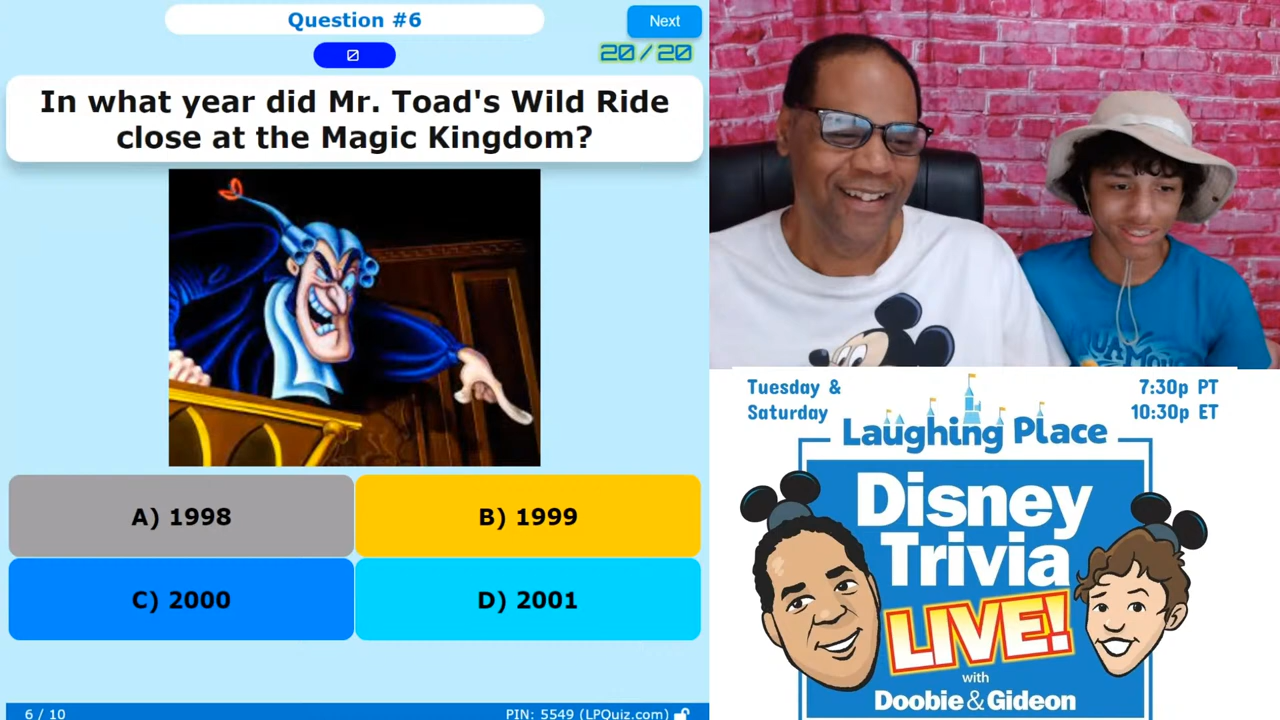 Question #6
Next
20/20
In what year did Mr. Toad's Wild Ride
close at the Magic Kingdom?
A) 1998
B) 1999
C) 2000
D) 2001
6 / 10
PIN: 5549 (LPQuiz.com)
Tuesday &
Saturday
7:30p PT
10:30p ET
Laughing Place
Disney
Trivia
LIVE!
with
Doobie & Gideon